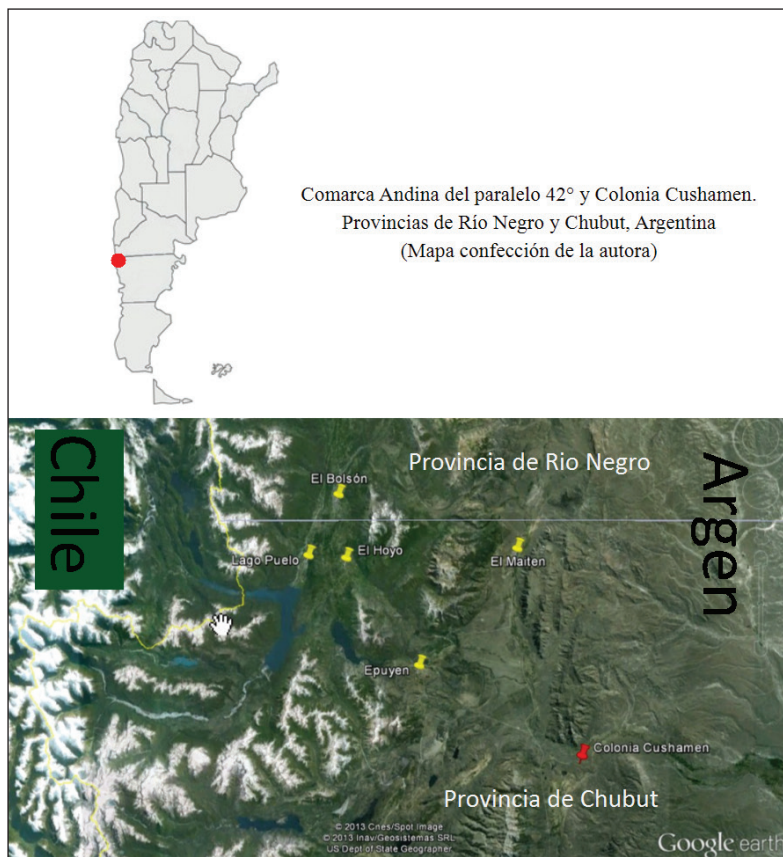 Comarca Andina del paralelo 42° y Colonia Cushamen.
Provincias de Río Negro y Chubut, Argentina
(Mapa confección de la autora)
Chile
Provincia de Rio Negro
Argen
El Bolsón
Lago Puelo
El Hoyo
El Maiten
Epuyen
Colonia Cushamen
Provincia de Chubut
© 2013 Cnes/Spot Image
© 2013 Inav/Geosistemas SRL
US Dept of State Geographer
Google earth